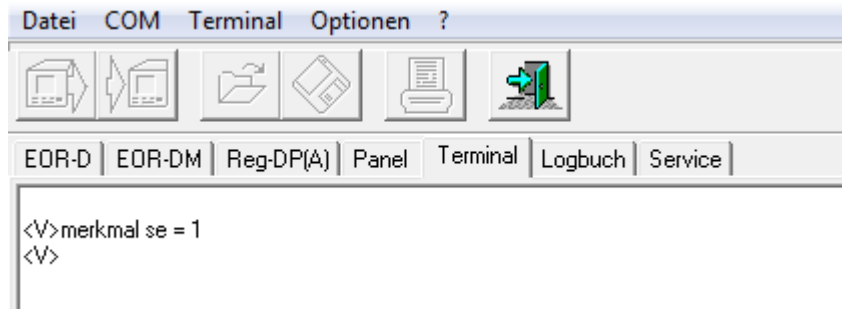 Datei COM Terminal Optionen ?
EOR-D EOR-DM Reg-DP(A) Panel Terminal Logbuch Service
<V>merkmal se = 1
<V>